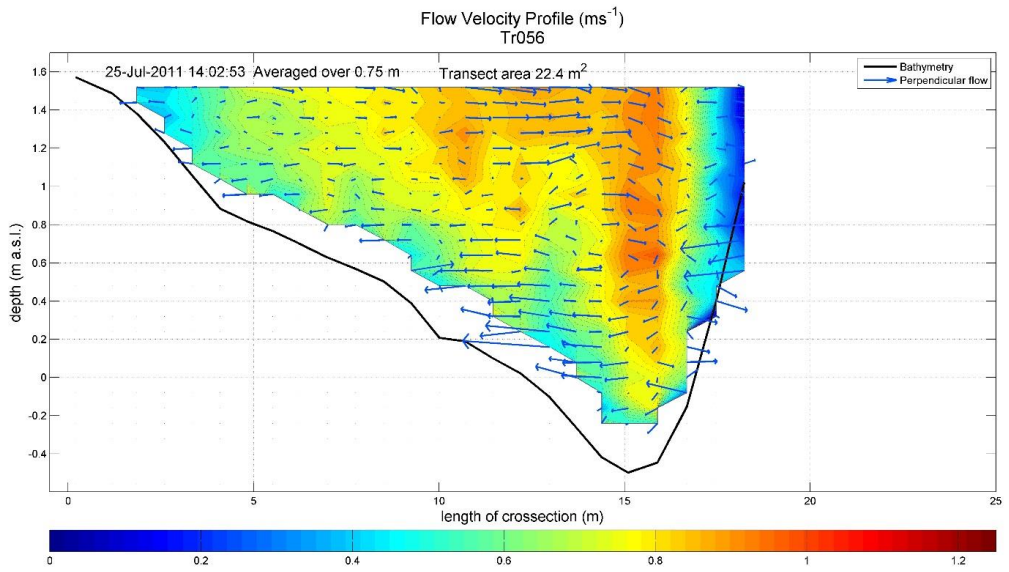 Flow Velocity Profile (ms⁻¹)
Tr056
25-Jul-2011 14:02:53 Averaged over 0.75 m Transect area 22.4 m²
Bathymetry
Perpendicular flow
depth (m a.s.l.)
1.6
1.4
1.2
1
0.8
0.6
0.4
0.2
0
-0.2
-0.4
0 5 10 15 20 25
length of crossection (m)
0 0.2 0.4 0.6 0.8 1 1.2